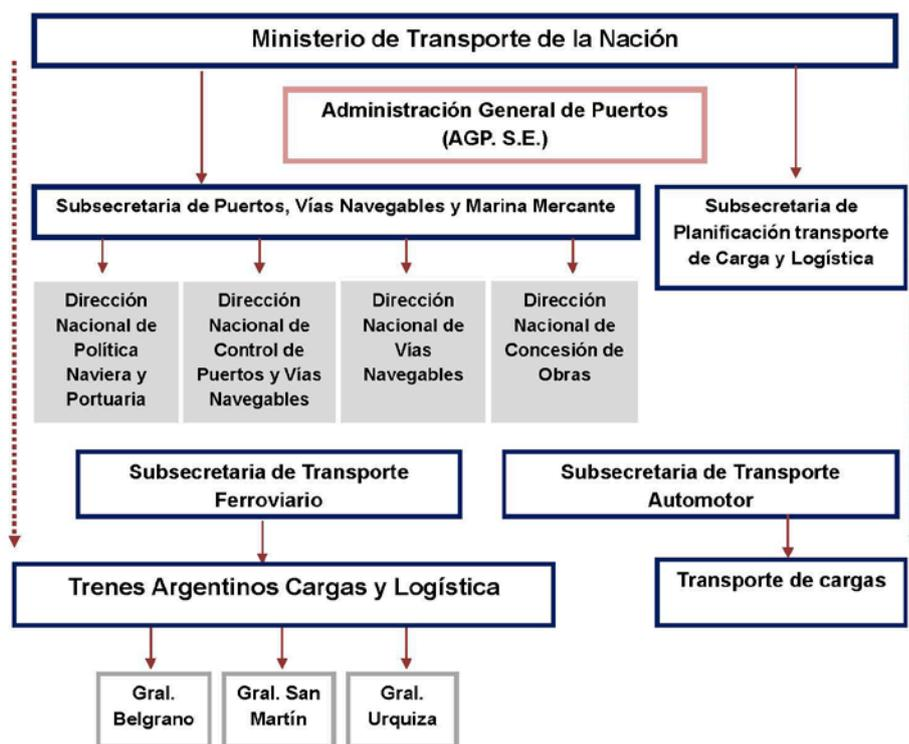 Ministerio de Transporte de la Nación
Administración General de Puertos
(AGP. S.E.)
Subsecretaria de Puertos, Vías Navegables y Marina Mercante
Subsecretaria de
Planificación transporte
de Carga y Logística
Dirección
Nacional de
Política
Naviera y
Portuaria
Dirección
Nacional de
Control de
Puertos y Vías
Navegables
Dirección
Nacional de
Vías
Navegables
Dirección
Nacional de
Concesión de
Obras
Subsecretaria de Transporte
Ferroviario
Subsecretaria de Transporte
Automotor
Trenes Argentinos Cargas y Logística
Transporte de cargas
Gral.
Belgrano
Gral. San
Martín
Gral.
Urquiza